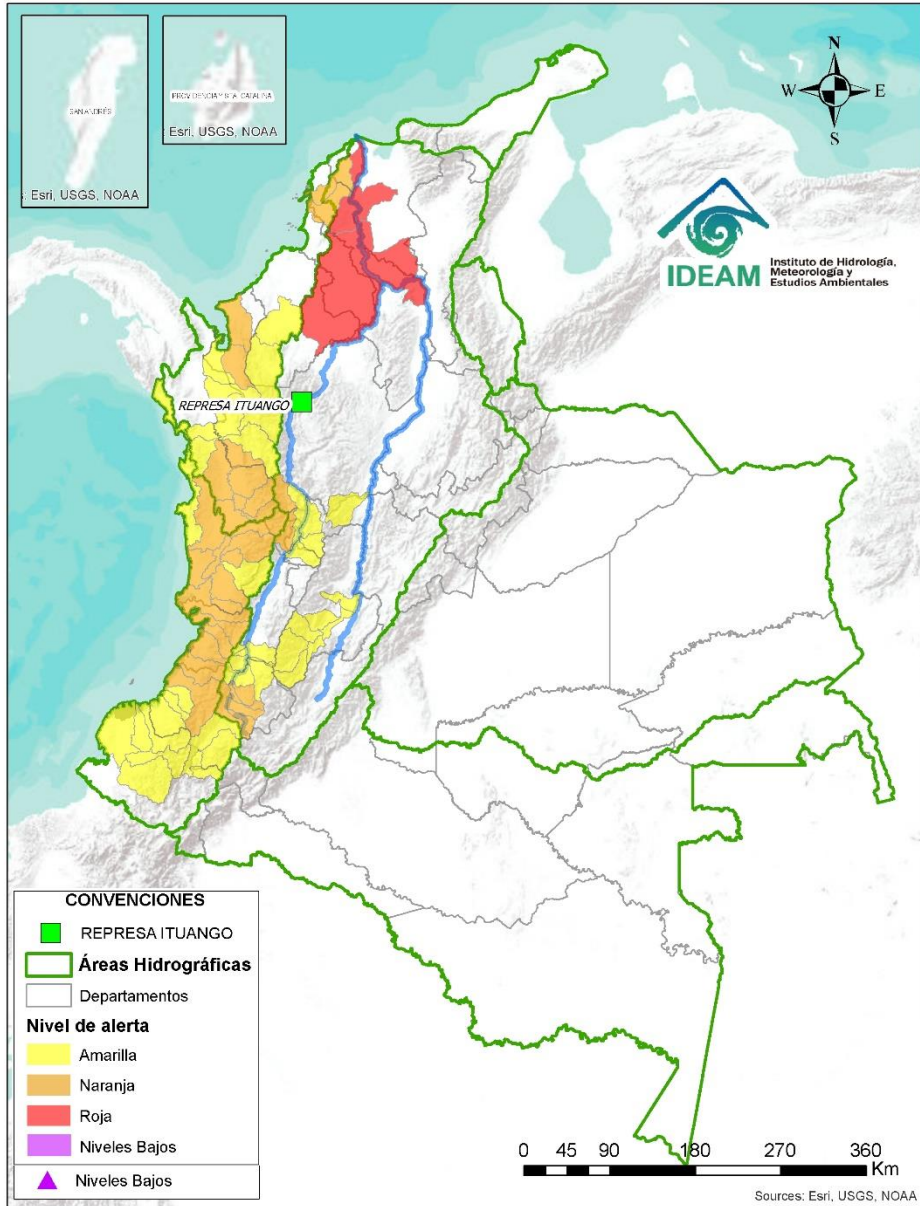 SAN ANDRÉS
s: Esri, USGS, NOAA
PROVIDENCIA Y STA. CATALINA
: Esri, USGS, NOAA
N
W
E
S
IDEAM
Instituto de Hidrología,
Meteorología y
Estudios Ambientales
REPRESA ITUANGO
CONVENCIONES
REPRESA ITUANGO
Áreas Hidrográficas
Departamentos
Nivel de alerta
Amarilla
Naranja
Roja
Niveles Bajos
Niveles Bajos
0 45 90 180 270 360
Km
Sources: Esri, USGS, NOAA